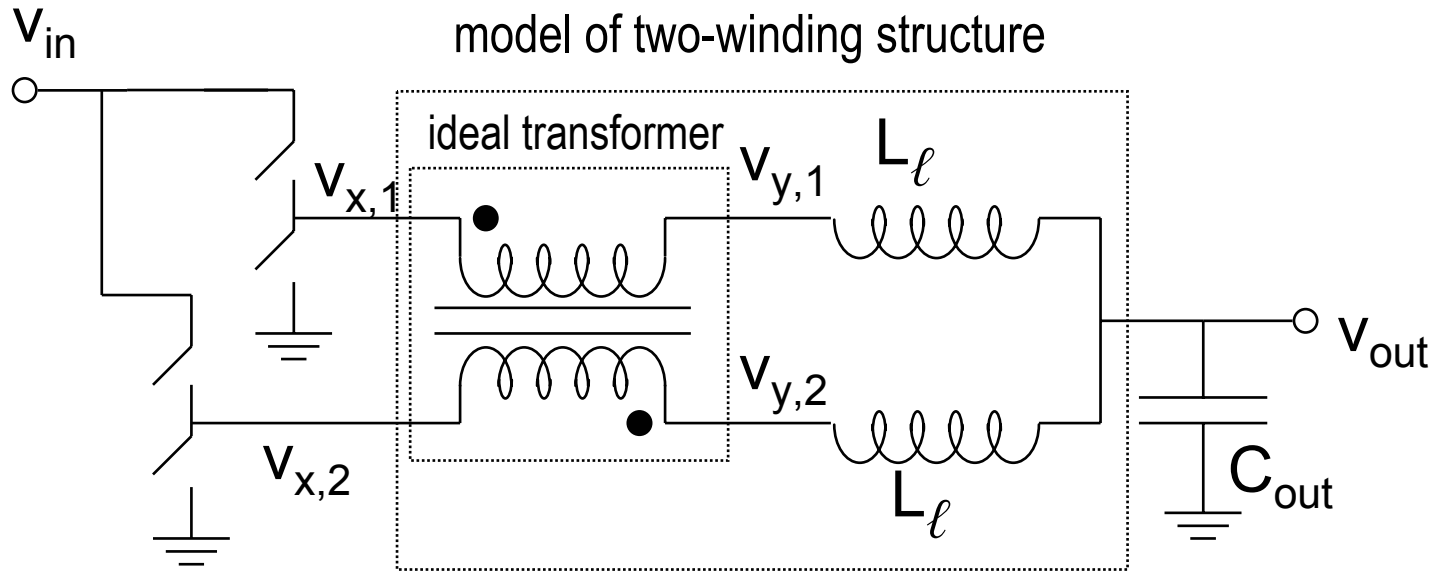 v_in
model of two-winding structure
ideal transformer
v_x,1
v_y,1
L_ℓ
v_y,2
v_x,2
L_ℓ
v_out
C_out